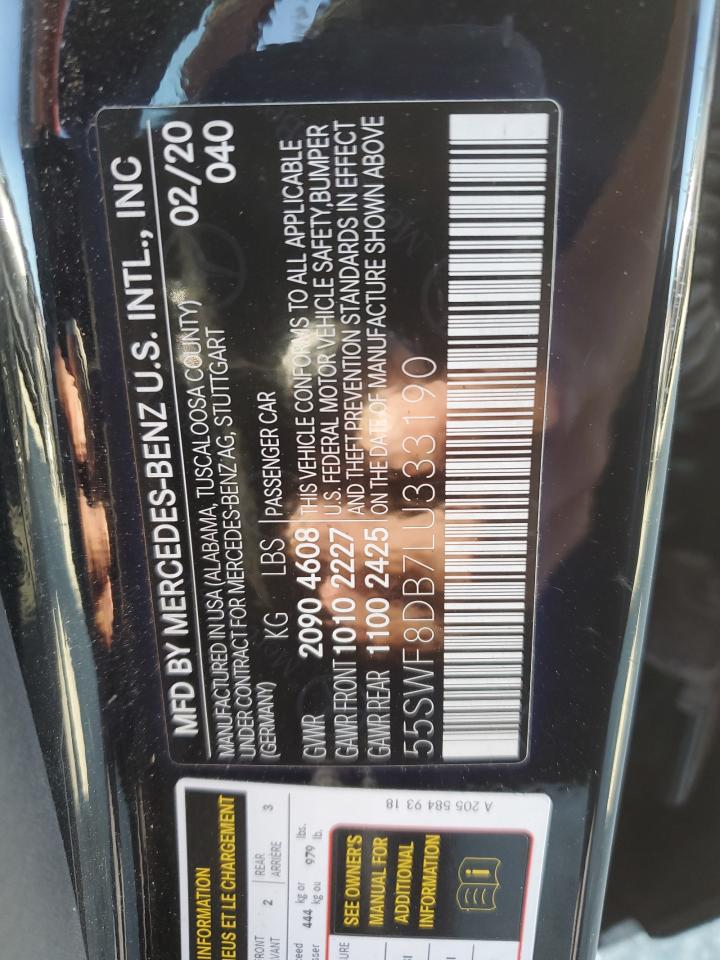 MFD BY MERCEDES-BENZ U.S. INTL., INC
MANUFACTURED IN USA (ALABAMA, TUSCALOOSA COUNTY) 02/20
UNDER CONTRACT FOR MERCEDES-BENZ AG, STUTTGART 040
(GERMANY)
KG LBS PASSENGER CAR
GVWR 2090 4608 THIS VEHICLE CONFORMS TO ALL APPLICABLE
GAWR FRONT 1010 2227 U.S. FEDERAL MOTOR VEHICLE SAFETY,BUMPER
GAWR REAR 1100 2425 AND THEFT PREVENTION STANDARDS IN EFFECT
ON THE DATE OF MANUFACTURE SHOWN ABOVE
55SWF8DB7LU333190
INFORMATION
EUS ET LE CHARGEMENT
FRONT 2 REAR 3
AVANT ARRIÈRE
444 kg or 979 lbs.
kg ou lb.
SEE OWNER'S
MANUAL FOR
ADDITIONAL
INFORMATION
A 205 584 93 18